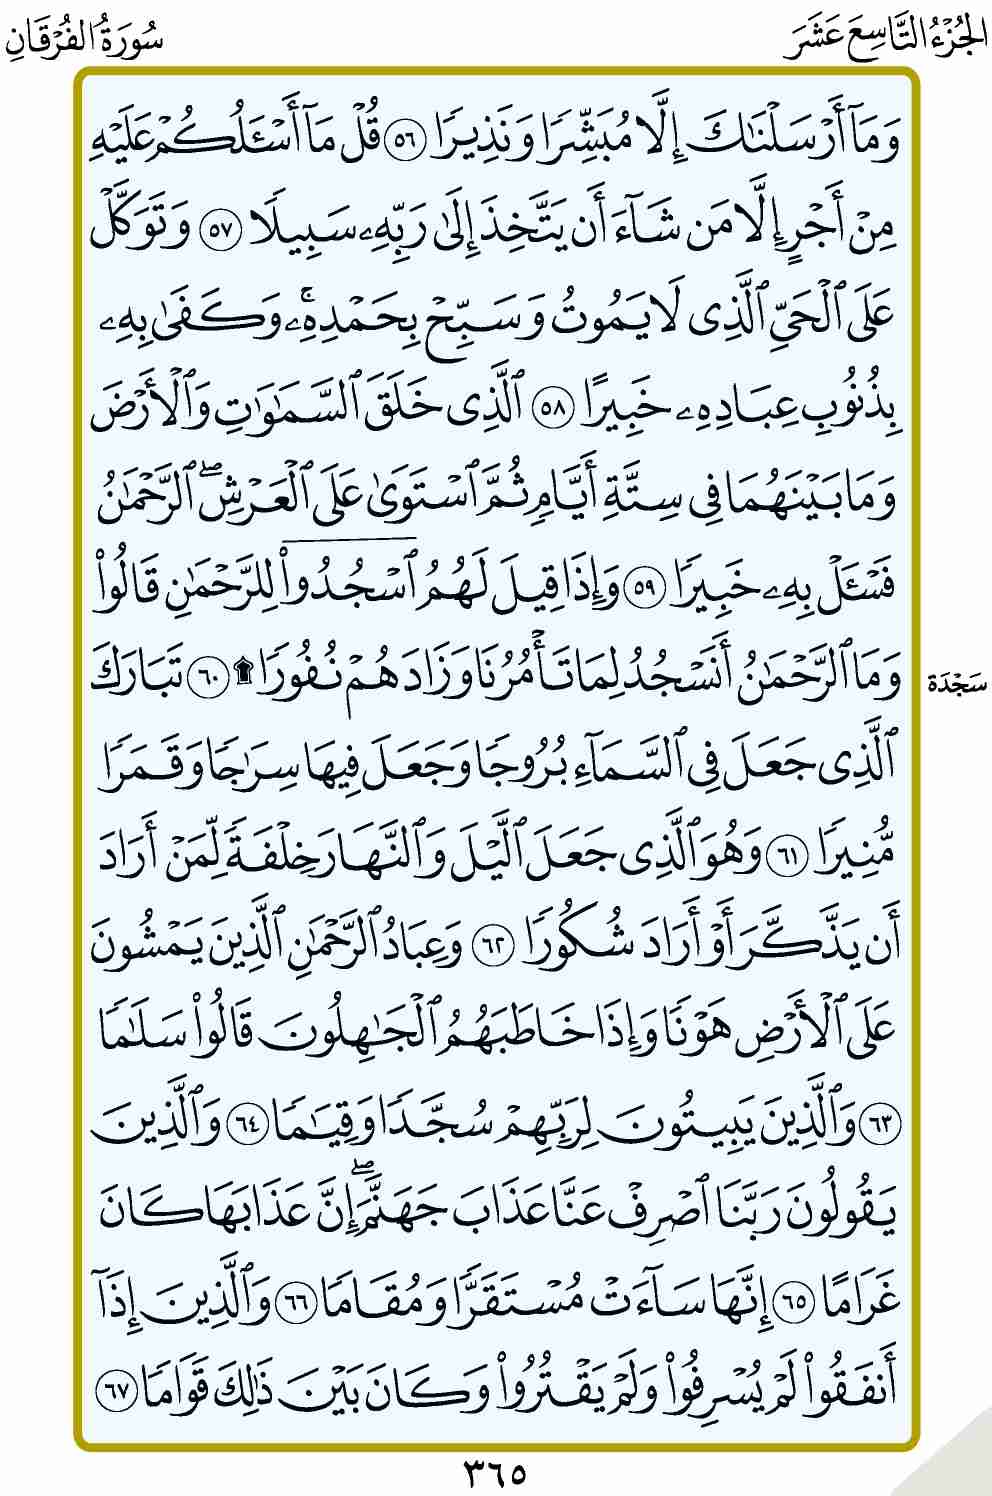 الجُزْءُ التَّاسِعَ عَشَرَ
سُورَةُ الفُرْقَانِ
وَمَآ أَرْسَلْنَٰكَ إِلَّا مُبَشِّرٗا وَنَذِيرٗا ٥٦ قُلْ مَآ أَسْـَٔلُكُمْ عَلَيْهِ
مِنْ أَجْرٍ إِلَّا مَن شَآءَ أَن يَتَّخِذَ إِلَىٰ رَبِّهِۦ سَبِيلٗا ٥٧ وَتَوَكَّلْ
عَلَى ٱلْحَيِّ ٱلَّذِى لَا يَمُوتُ وَسَبِّحْ بِحَمْدِهِۦۚ وَكَفَىٰ بِهِۦ
بِذُنُوبِ عِبَادِهِۦ خَبِيرًا ٥٨ ٱلَّذِى خَلَقَ ٱلسَّمَٰوَٰتِ وَٱلْأَرْضَ
وَمَا بَيْنَهُمَا فِى سِتَّةِ أَيَّامٖ ثُمَّ ٱسْتَوَىٰ عَلَى ٱلْعَرْشِۖ ٱلرَّحْمَٰنُ
فَسْـَٔلْ بِهِۦ خَبِيرٗا ٥٩ وَإِذَا قِيلَ لَهُمُ ٱسْجُدُوا۟ لِلرَّحْمَٰنِ قَالُوا۟
وَمَا ٱلرَّحْمَٰنُ أَنَسْجُدُ لِمَا تَأْمُرُنَا وَزَادَهُمْ نُفُورٗا ۩ ٦٠ تَبَارَكَ
سَجْدَة
ٱلَّذِى جَعَلَ فِى ٱلسَّمَآءِ بُرُوجٗا وَجَعَلَ فِيهَا سِرَٰجٗا وَقَمَرٗا
مُّنِيرٗا ٦١ وَهُوَ ٱلَّذِى جَعَلَ ٱلَّيْلَ وَٱلنَّهَارَ خِلْفَةٗ لِّمَنْ أَرَادَ
أَن يَذَّكَّرَ أَوْ أَرَادَ شُكُورٗا ٦٢ وَعِبَادُ ٱلرَّحْمَٰنِ ٱلَّذِينَ يَمْشُونَ
عَلَى ٱلْأَرْضِ هَوْنٗا وَإِذَا خَاطَبَهُمُ ٱلْجَٰهِلُونَ قَالُوا۟ سَلَٰمٗا
٦٣ وَٱلَّذِينَ يَبِيتُونَ لِرَبِّهِمْ سُجَّدٗا وَقِيَٰمٗا ٦٤ وَٱلَّذِينَ
يَقُولُونَ رَبَّنَا ٱصْرِفْ عَنَّا عَذَابَ جَهَنَّمَۖ إِنَّ عَذَابَهَا كَانَ
غَرَامًا ٦٥ إِنَّهَا سَآءَتْ مُسْتَقَرّٗا وَمُقَامٗا ٦٦ وَٱلَّذِينَ إِذَآ
أَنفَقُوا۟ لَمْ يُسْرِفُوا۟ وَلَمْ يَقْتُرُوا۟ وَكَانَ بَيْنَ ذَٰلِكَ قَوَامٗا ٦٧
٣٦٥